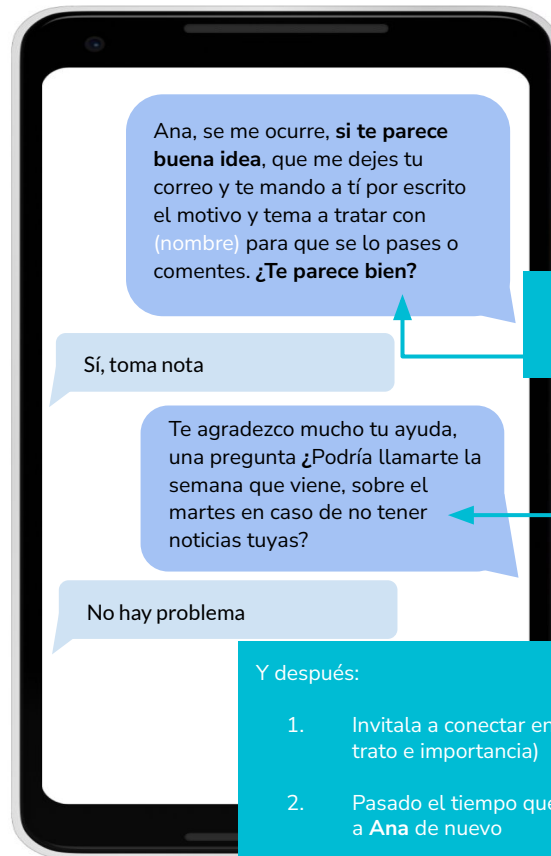 Ana, se me ocurre, si te parece
buena idea, que me dejes tu
correo y te mando a tí por escrito
el motivo y tema a tratar con
(nombre) para que se lo pases o
comentes. ¿Te parece bien?
Sí, toma nota
Te agradezco mucho tu ayuda,
una pregunta ¿Podría llamarte la
semana que viene, sobre el
martes en caso de no tener
noticias tuyas?
No hay problema
Y después:
1. Invitala a conectar en
trato e importancia)
2. Pasado el tiempo que
a Ana de nuevo